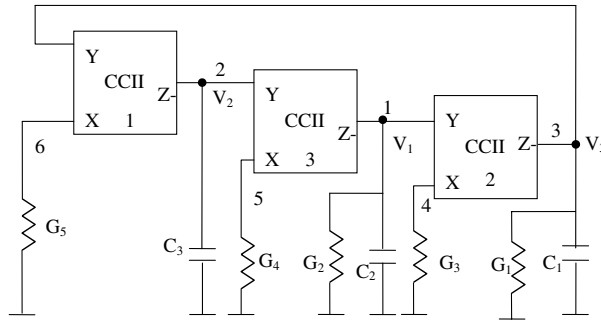 Y
CCII
Z-
X
1
2
V₂
Y
CCII
Z-
X
3
1
V₁
Y
CCII
Z-
X
2
3
V₃
6
5
4
G₅
C₃
G₄
G₂
C₂
G₃
G₁
C₁